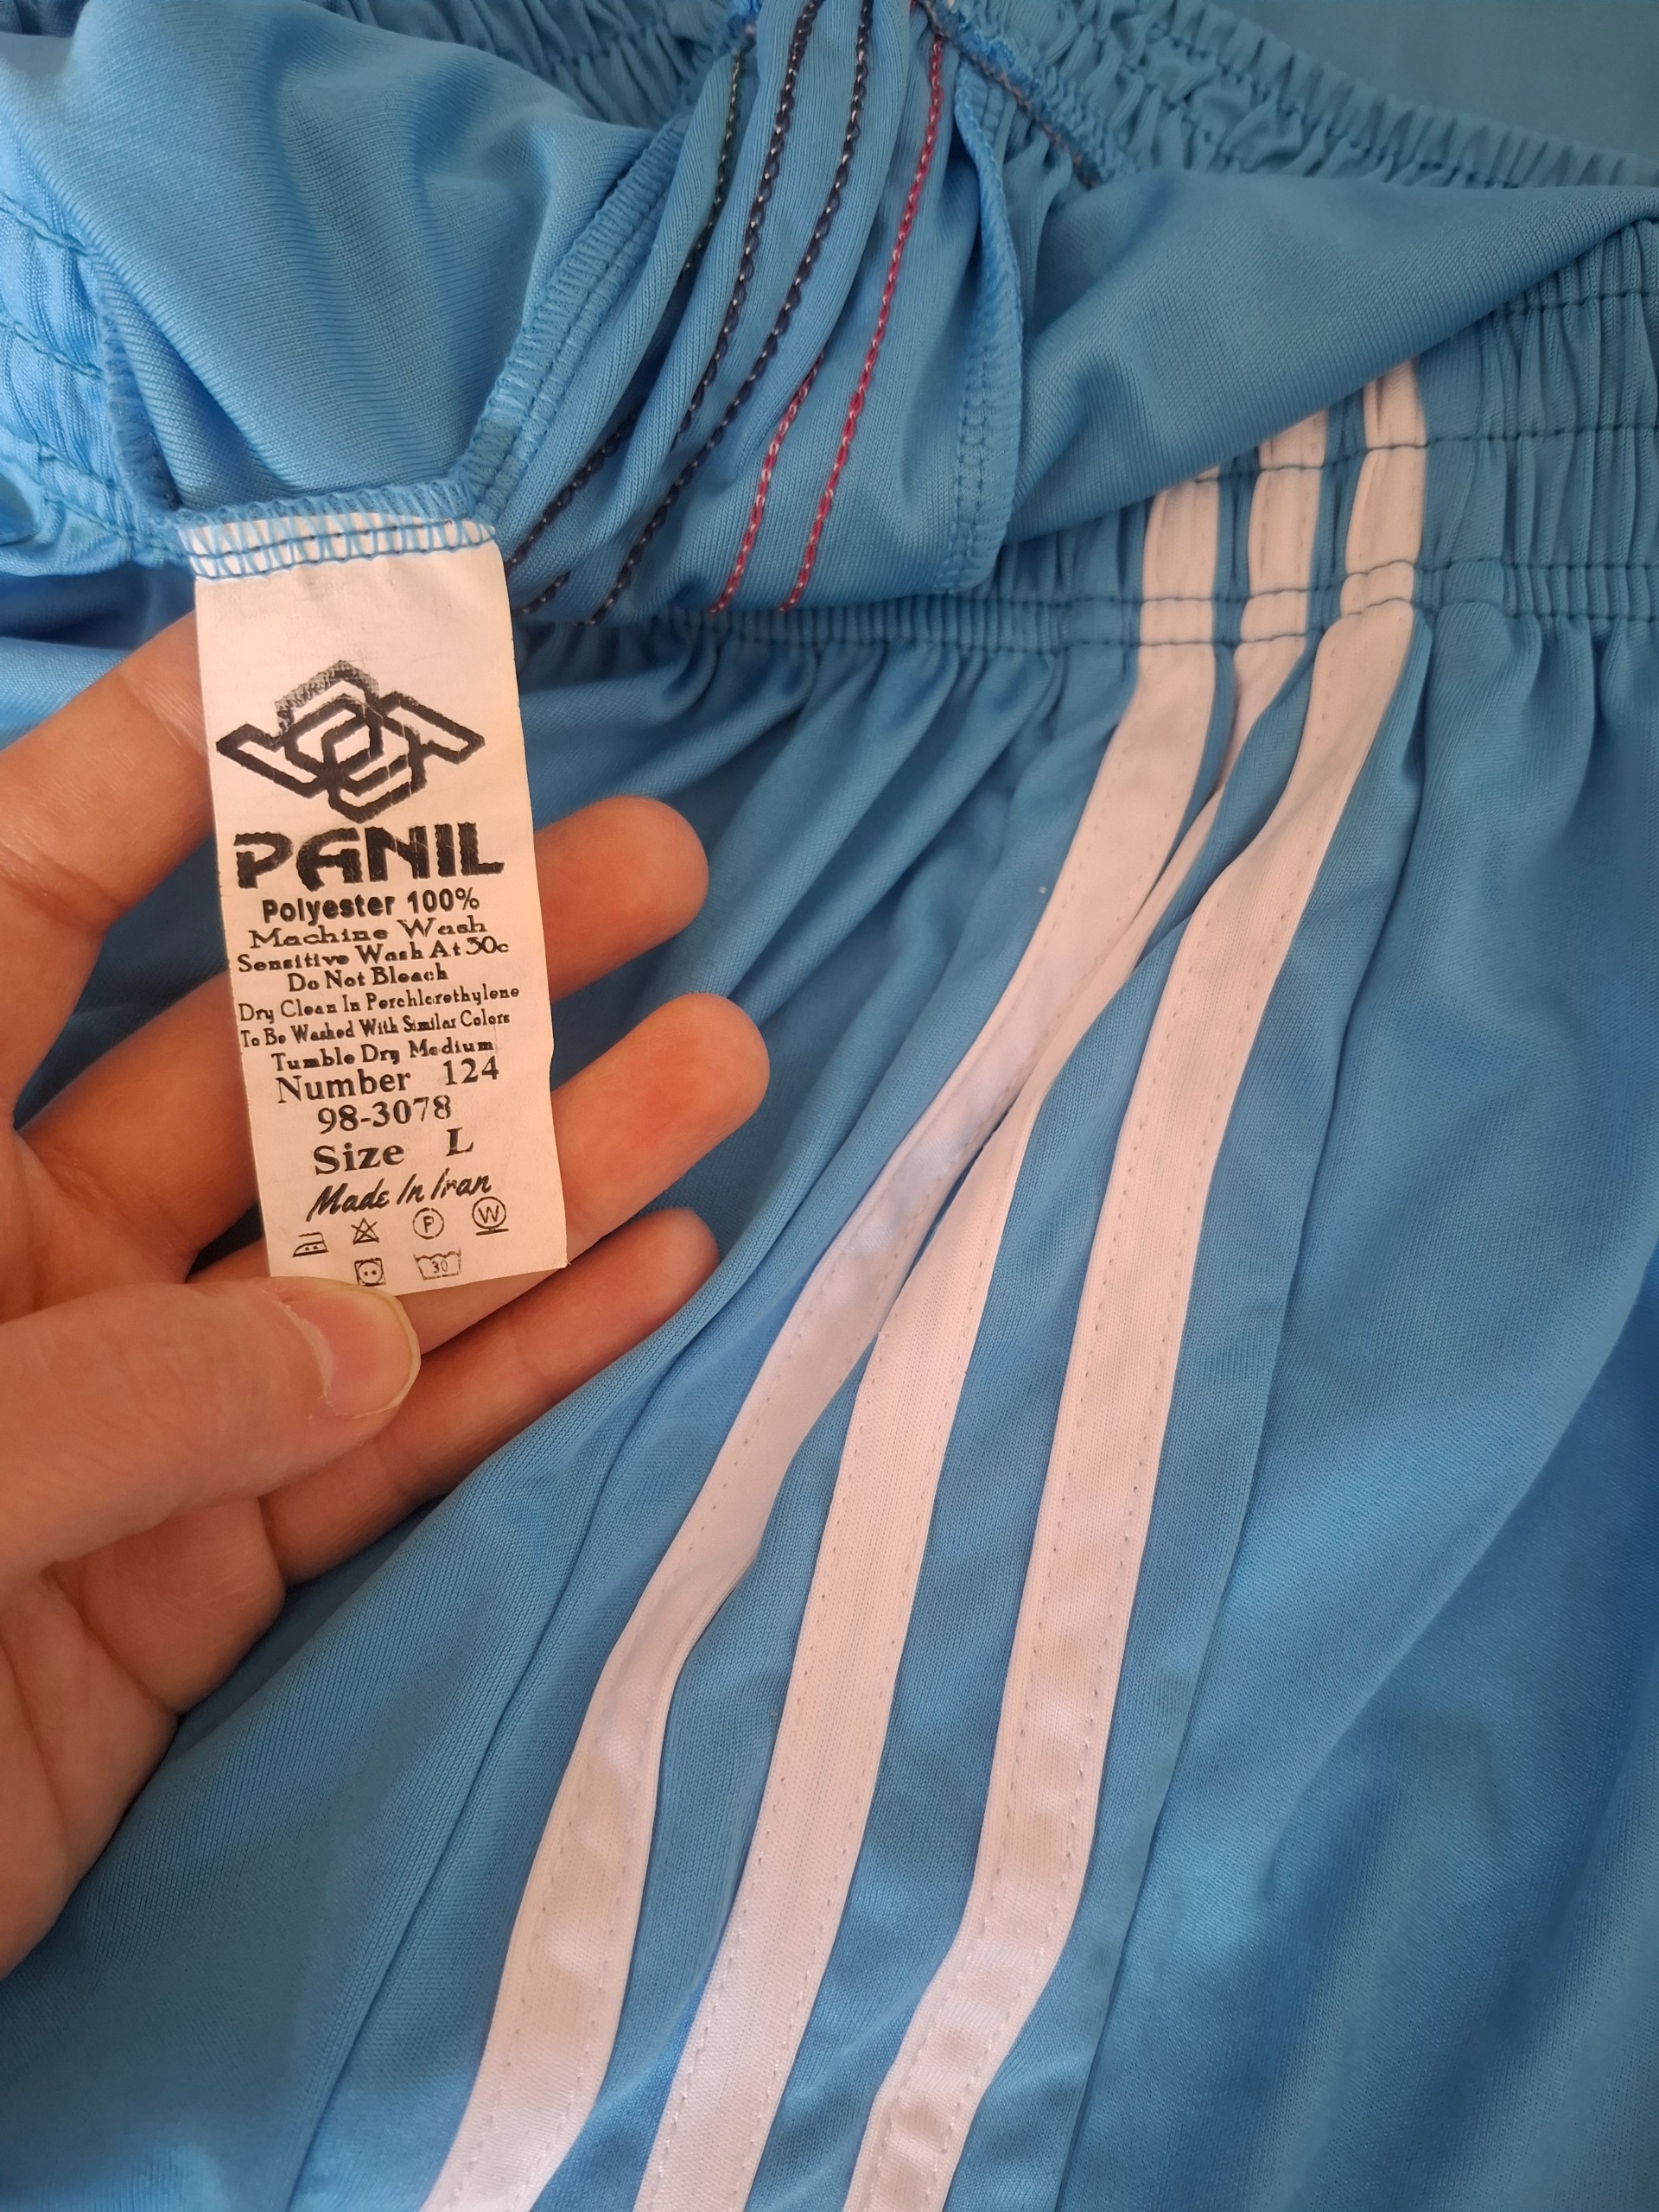 PANIL
Polyester 100%
Machine Wash
Sensitive Wash At 30c
Do Not Bleach
Dry Clean In Perchlorethylene
To Be Washed With Similar Colors
Tumble Dry Medium
Number 124
98-3078
Size L
Made In Iran
P W
30